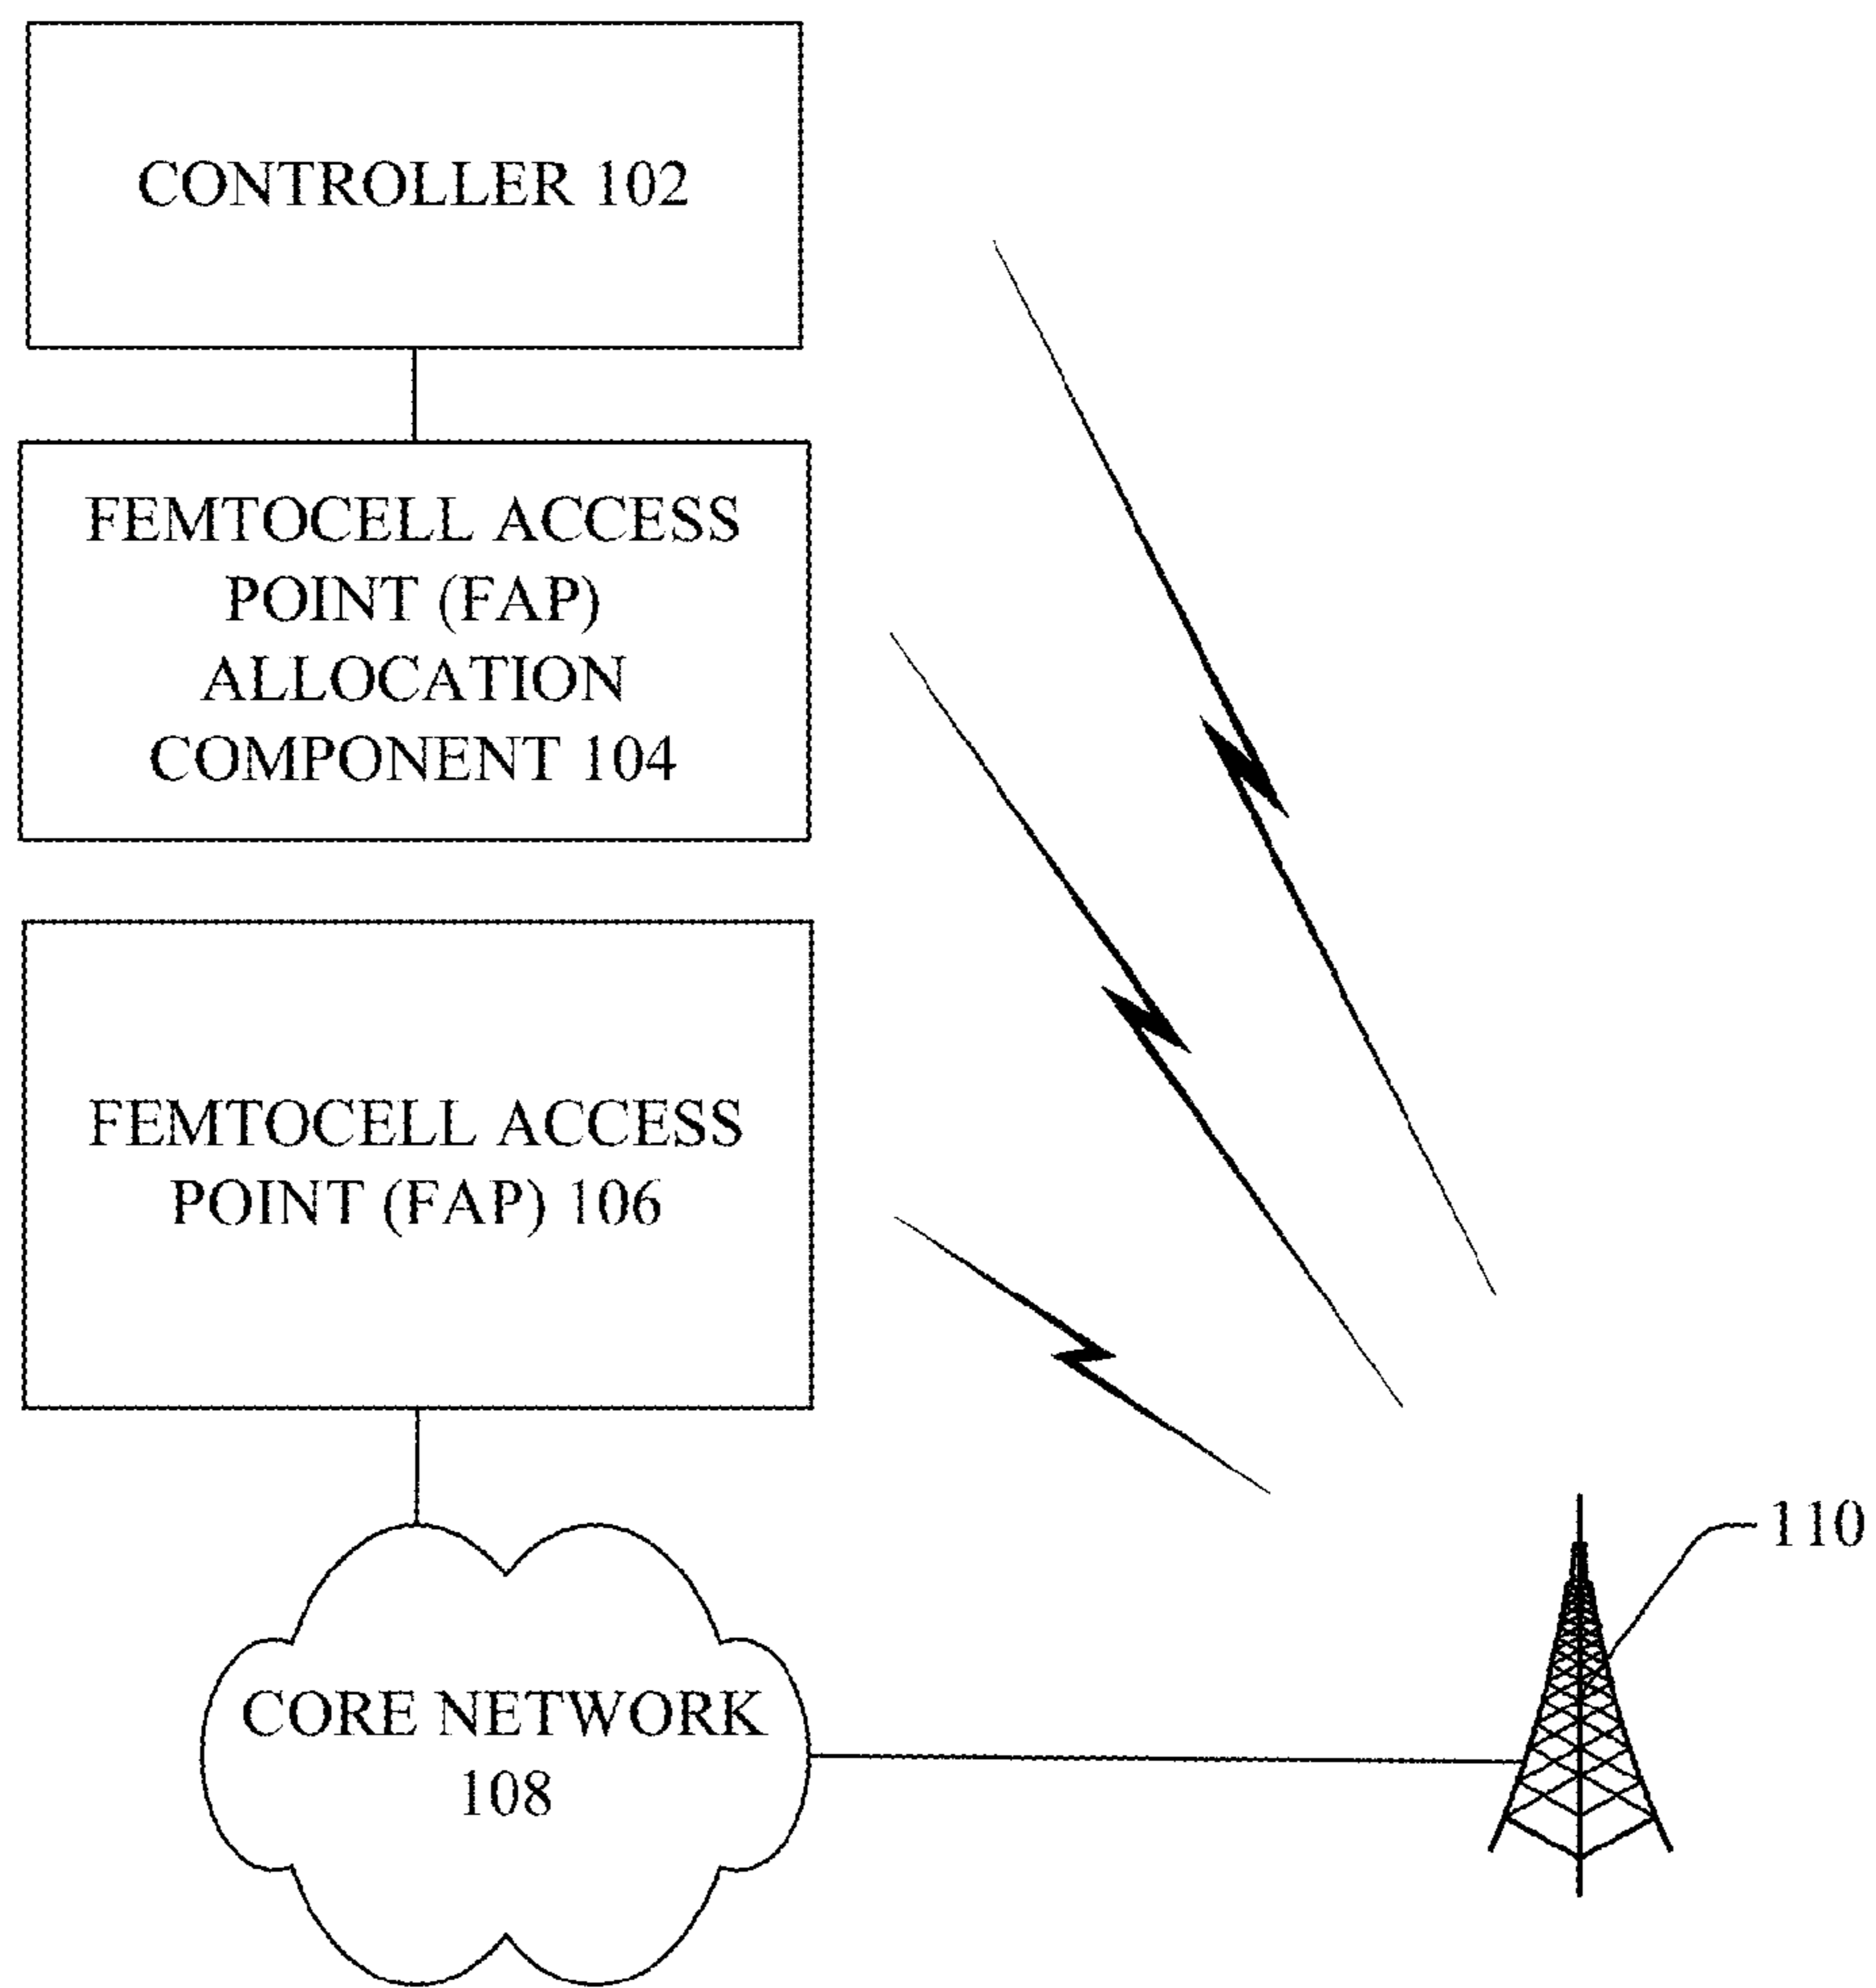 CONTROLLER 102
FEMTOCELL ACCESS
POINT (FAP)
ALLOCATION
COMPONENT 104
FEMTOCELL ACCESS
POINT (FAP) 106
110
CORE NETWORK
108